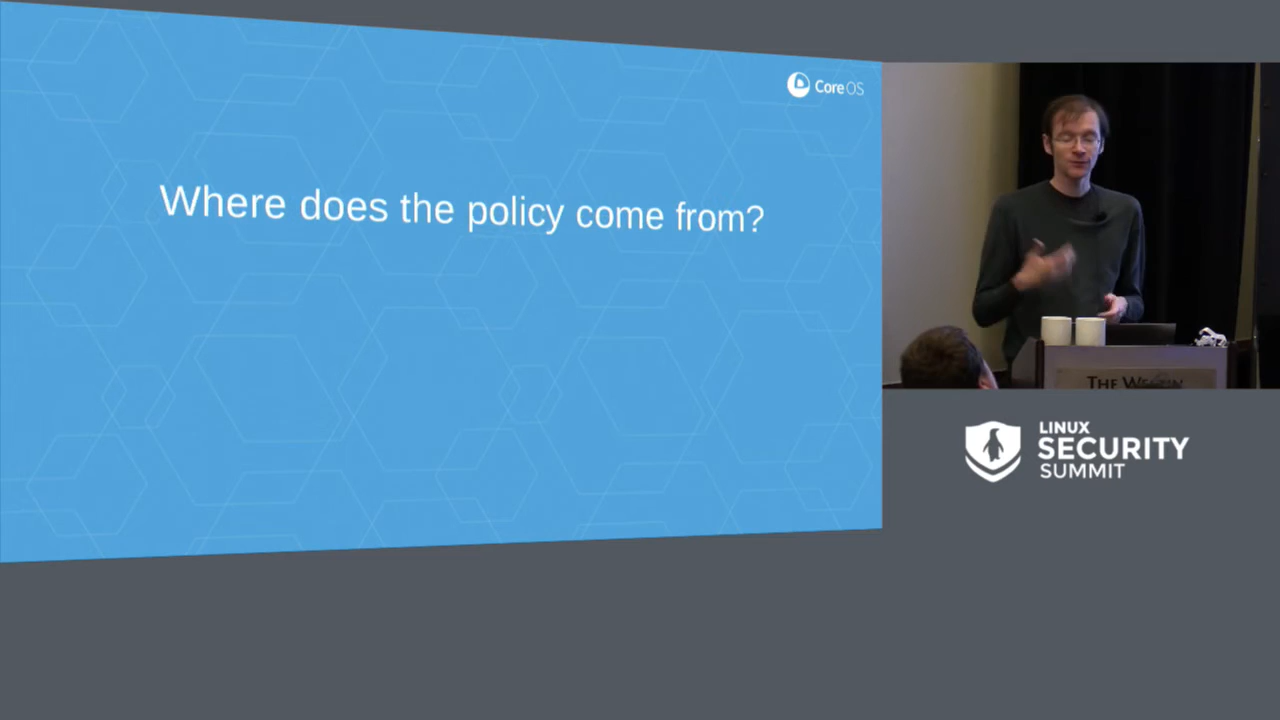 CoreOS
Where does the policy come from?
LINUX
SECURITY
SUMMIT